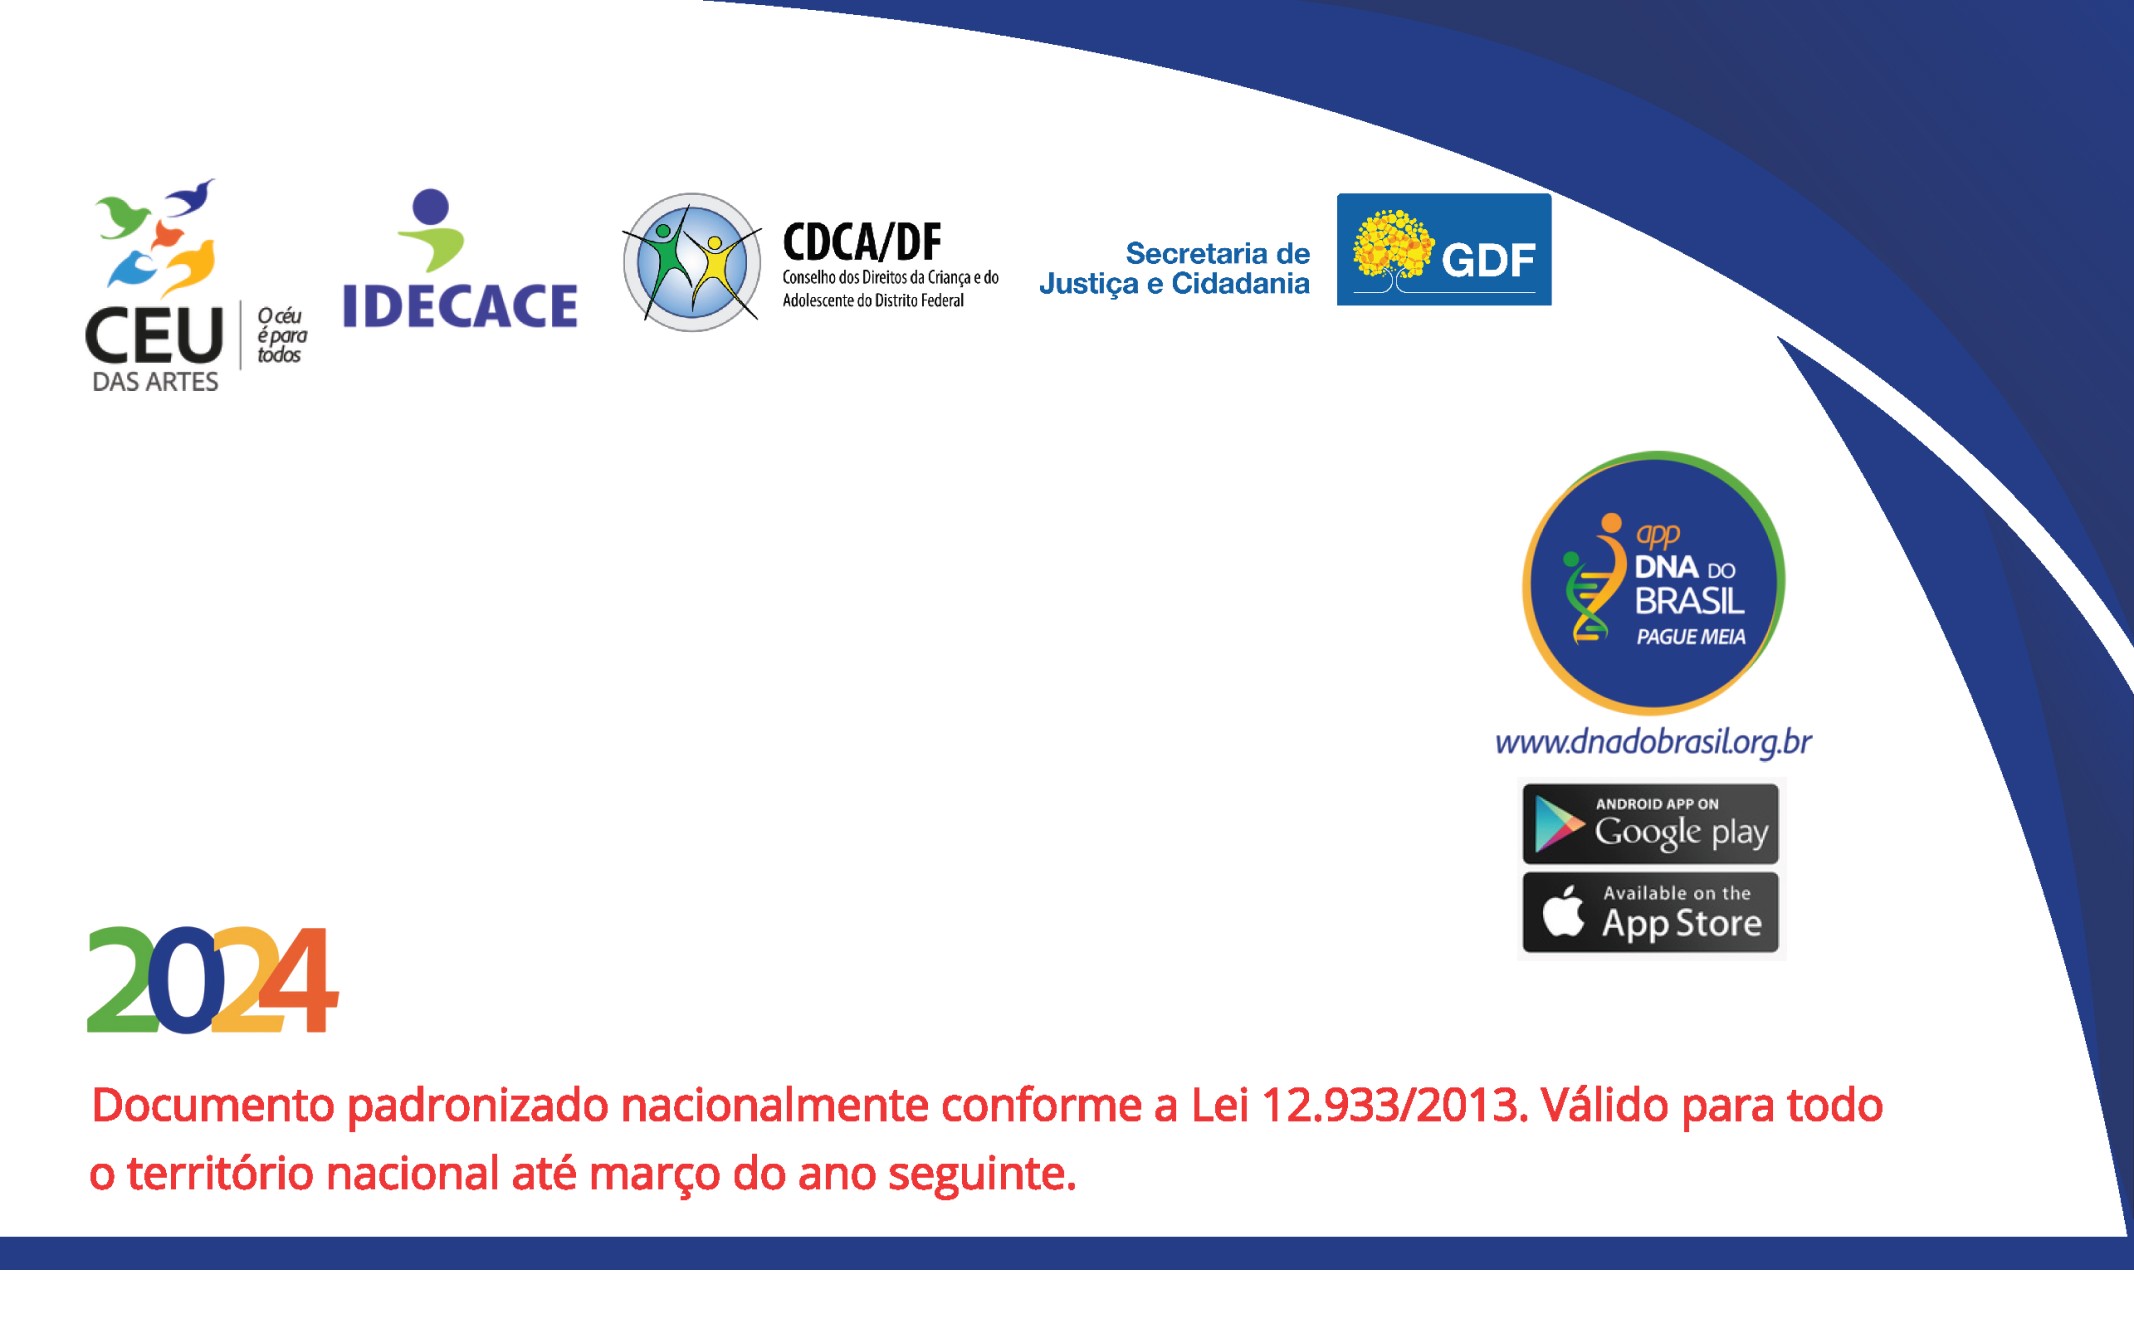 CEU
DAS ARTES
O céu
é para
todos
IDECACE
CDCA/DF
Conselho dos Direitos da Criança e do
Adolescente do Distrito Federal
Secretaria de
Justiça e Cidadania
GDF
app
DNA DO
BRASIL
PAGUE MEIA
www.dnadobrasil.org.br
ANDROID APP ON
Google play
Available on the
App Store
2024
Documento padronizado nacionalmente conforme a Lei 12.933/2013. Válido para todo
o território nacional até março do ano seguinte.